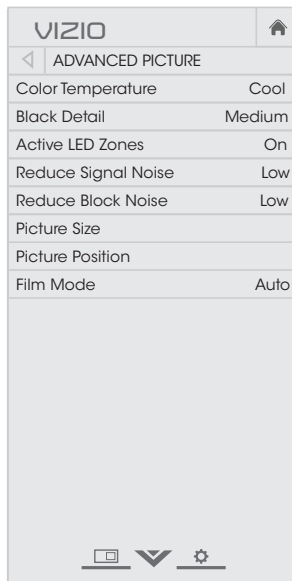 VIZIO
ADVANCED PICTURE
Color Temperature Cool
Black Detail Medium
Active LED Zones On
Reduce Signal Noise Low
Reduce Block Noise Low
Picture Size
Picture Position
Film Mode Auto